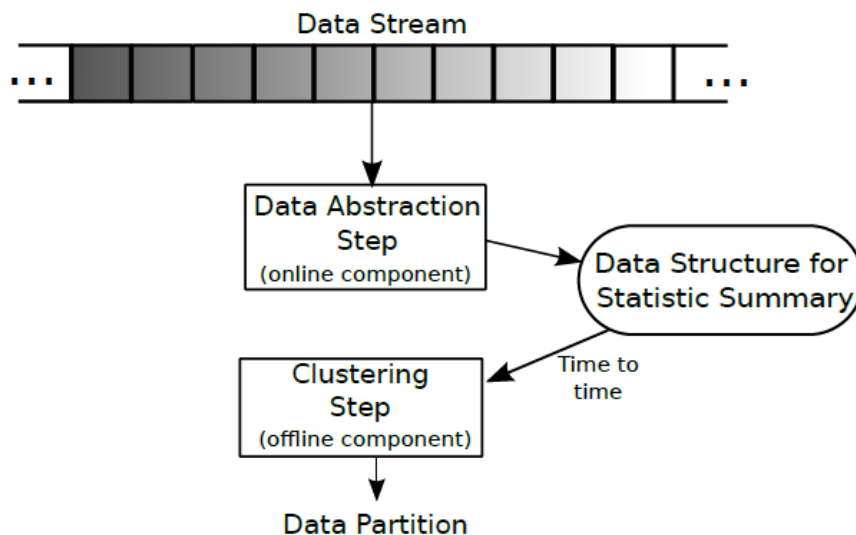 Data Stream
... ...
Data Abstraction
Step
(online component)
Data Structure for
Statistic Summary
Time to
time
Clustering
Step
(offline component)
Data Partition